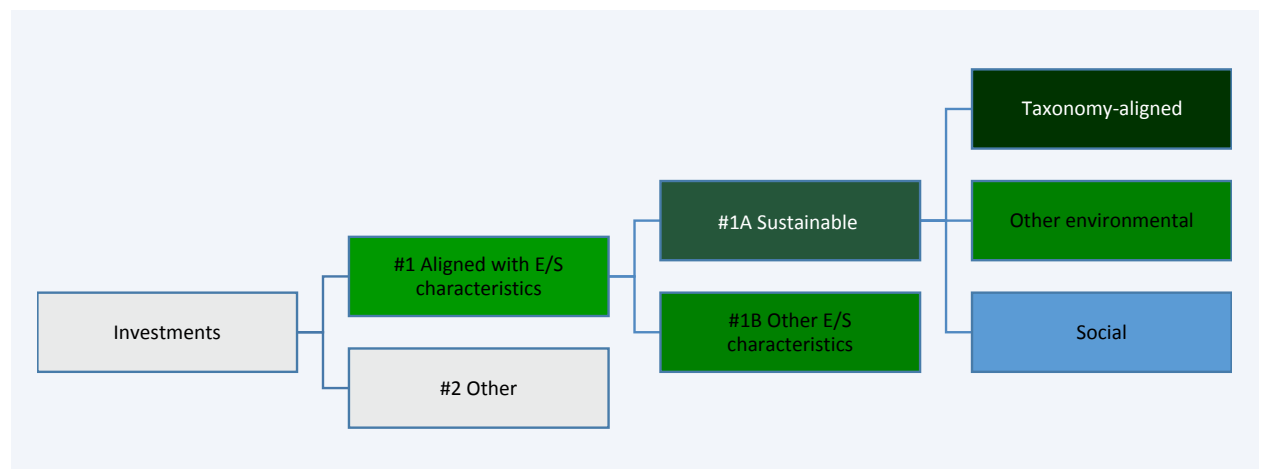 Investments
#1 Aligned with E/S
characteristics
#2 Other
#1A Sustainable
#1B Other E/S
characteristics
Taxonomy-aligned
Other environmental
Social